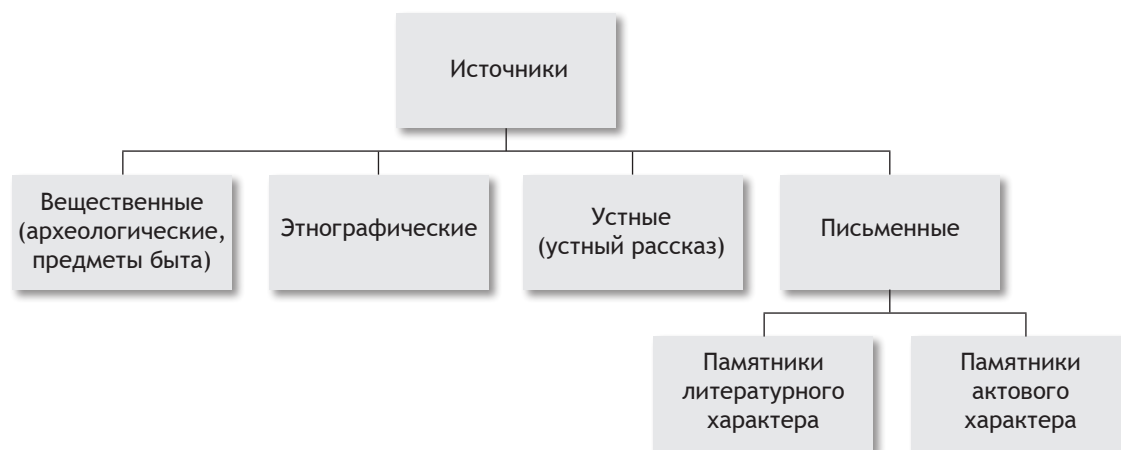 Источники
Вещественные
(археологические,
предметы быта)
Этнографические
Устные
(устный рассказ)
Письменные
Памятники
литературного
характера
Памятники
актового
характера